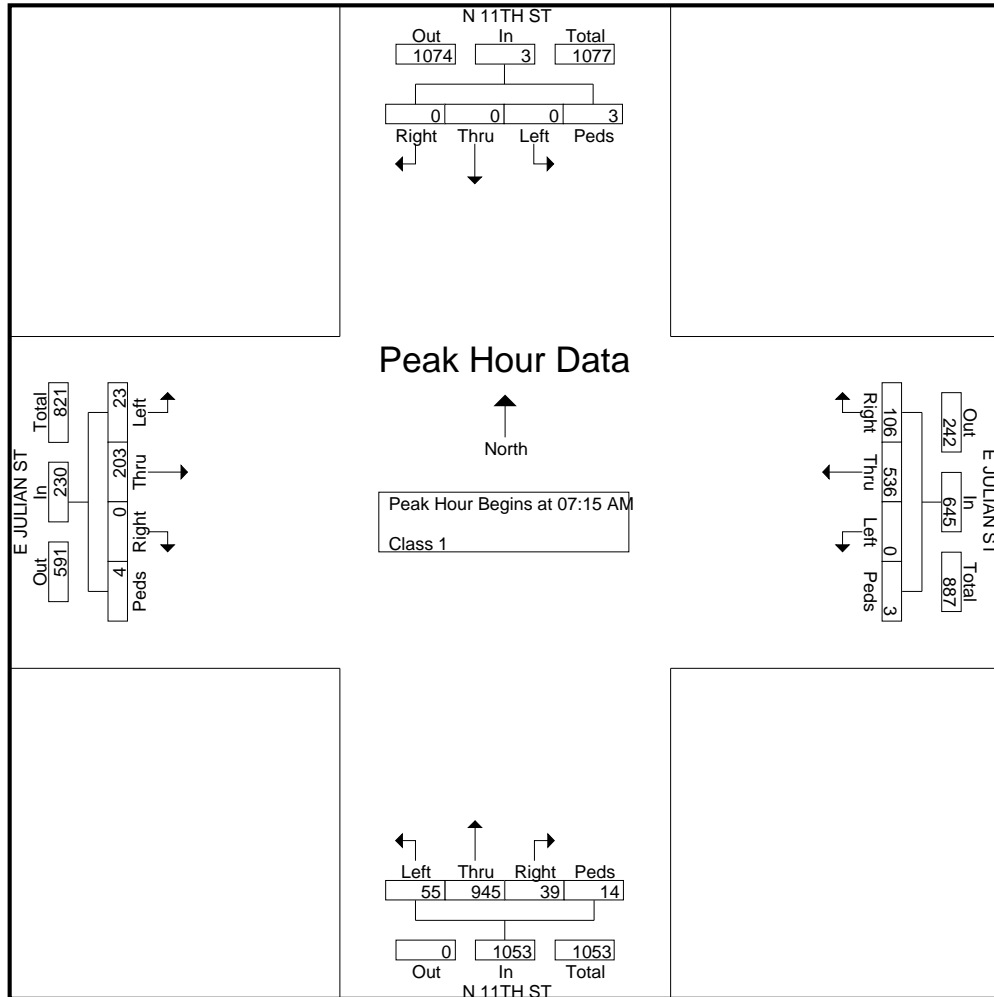 N 11TH ST
Out In Total
1074 3 1077
0 0 0 3
Right Thru Left Peds
Peak Hour Data
North
Peak Hour Begins at 07:15 AM
Class 1
E JULIAN ST
Total In Out
821 230 591
23 203 0 4
Left Thru Right Peds
Right Thru Left Peds
106 536 0 3
Out In Total
242 645 887
E JULIAN ST
Left Thru Right Peds
55 945 39 14
0 1053 1053
Out In Total
N 11TH ST